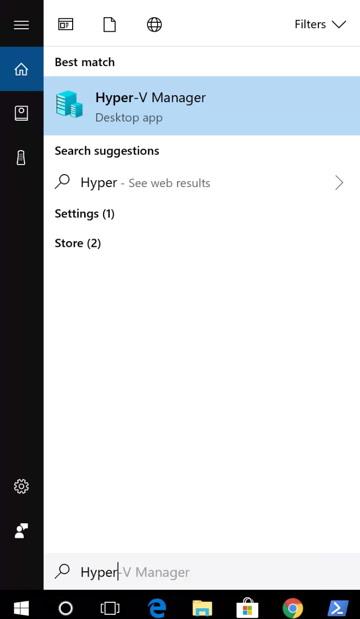 Filters
Best match
Hyper-V Manager
Desktop app
Search suggestions
Hyper - See web results
Settings (1)
Store (2)
Hyper-V Manager